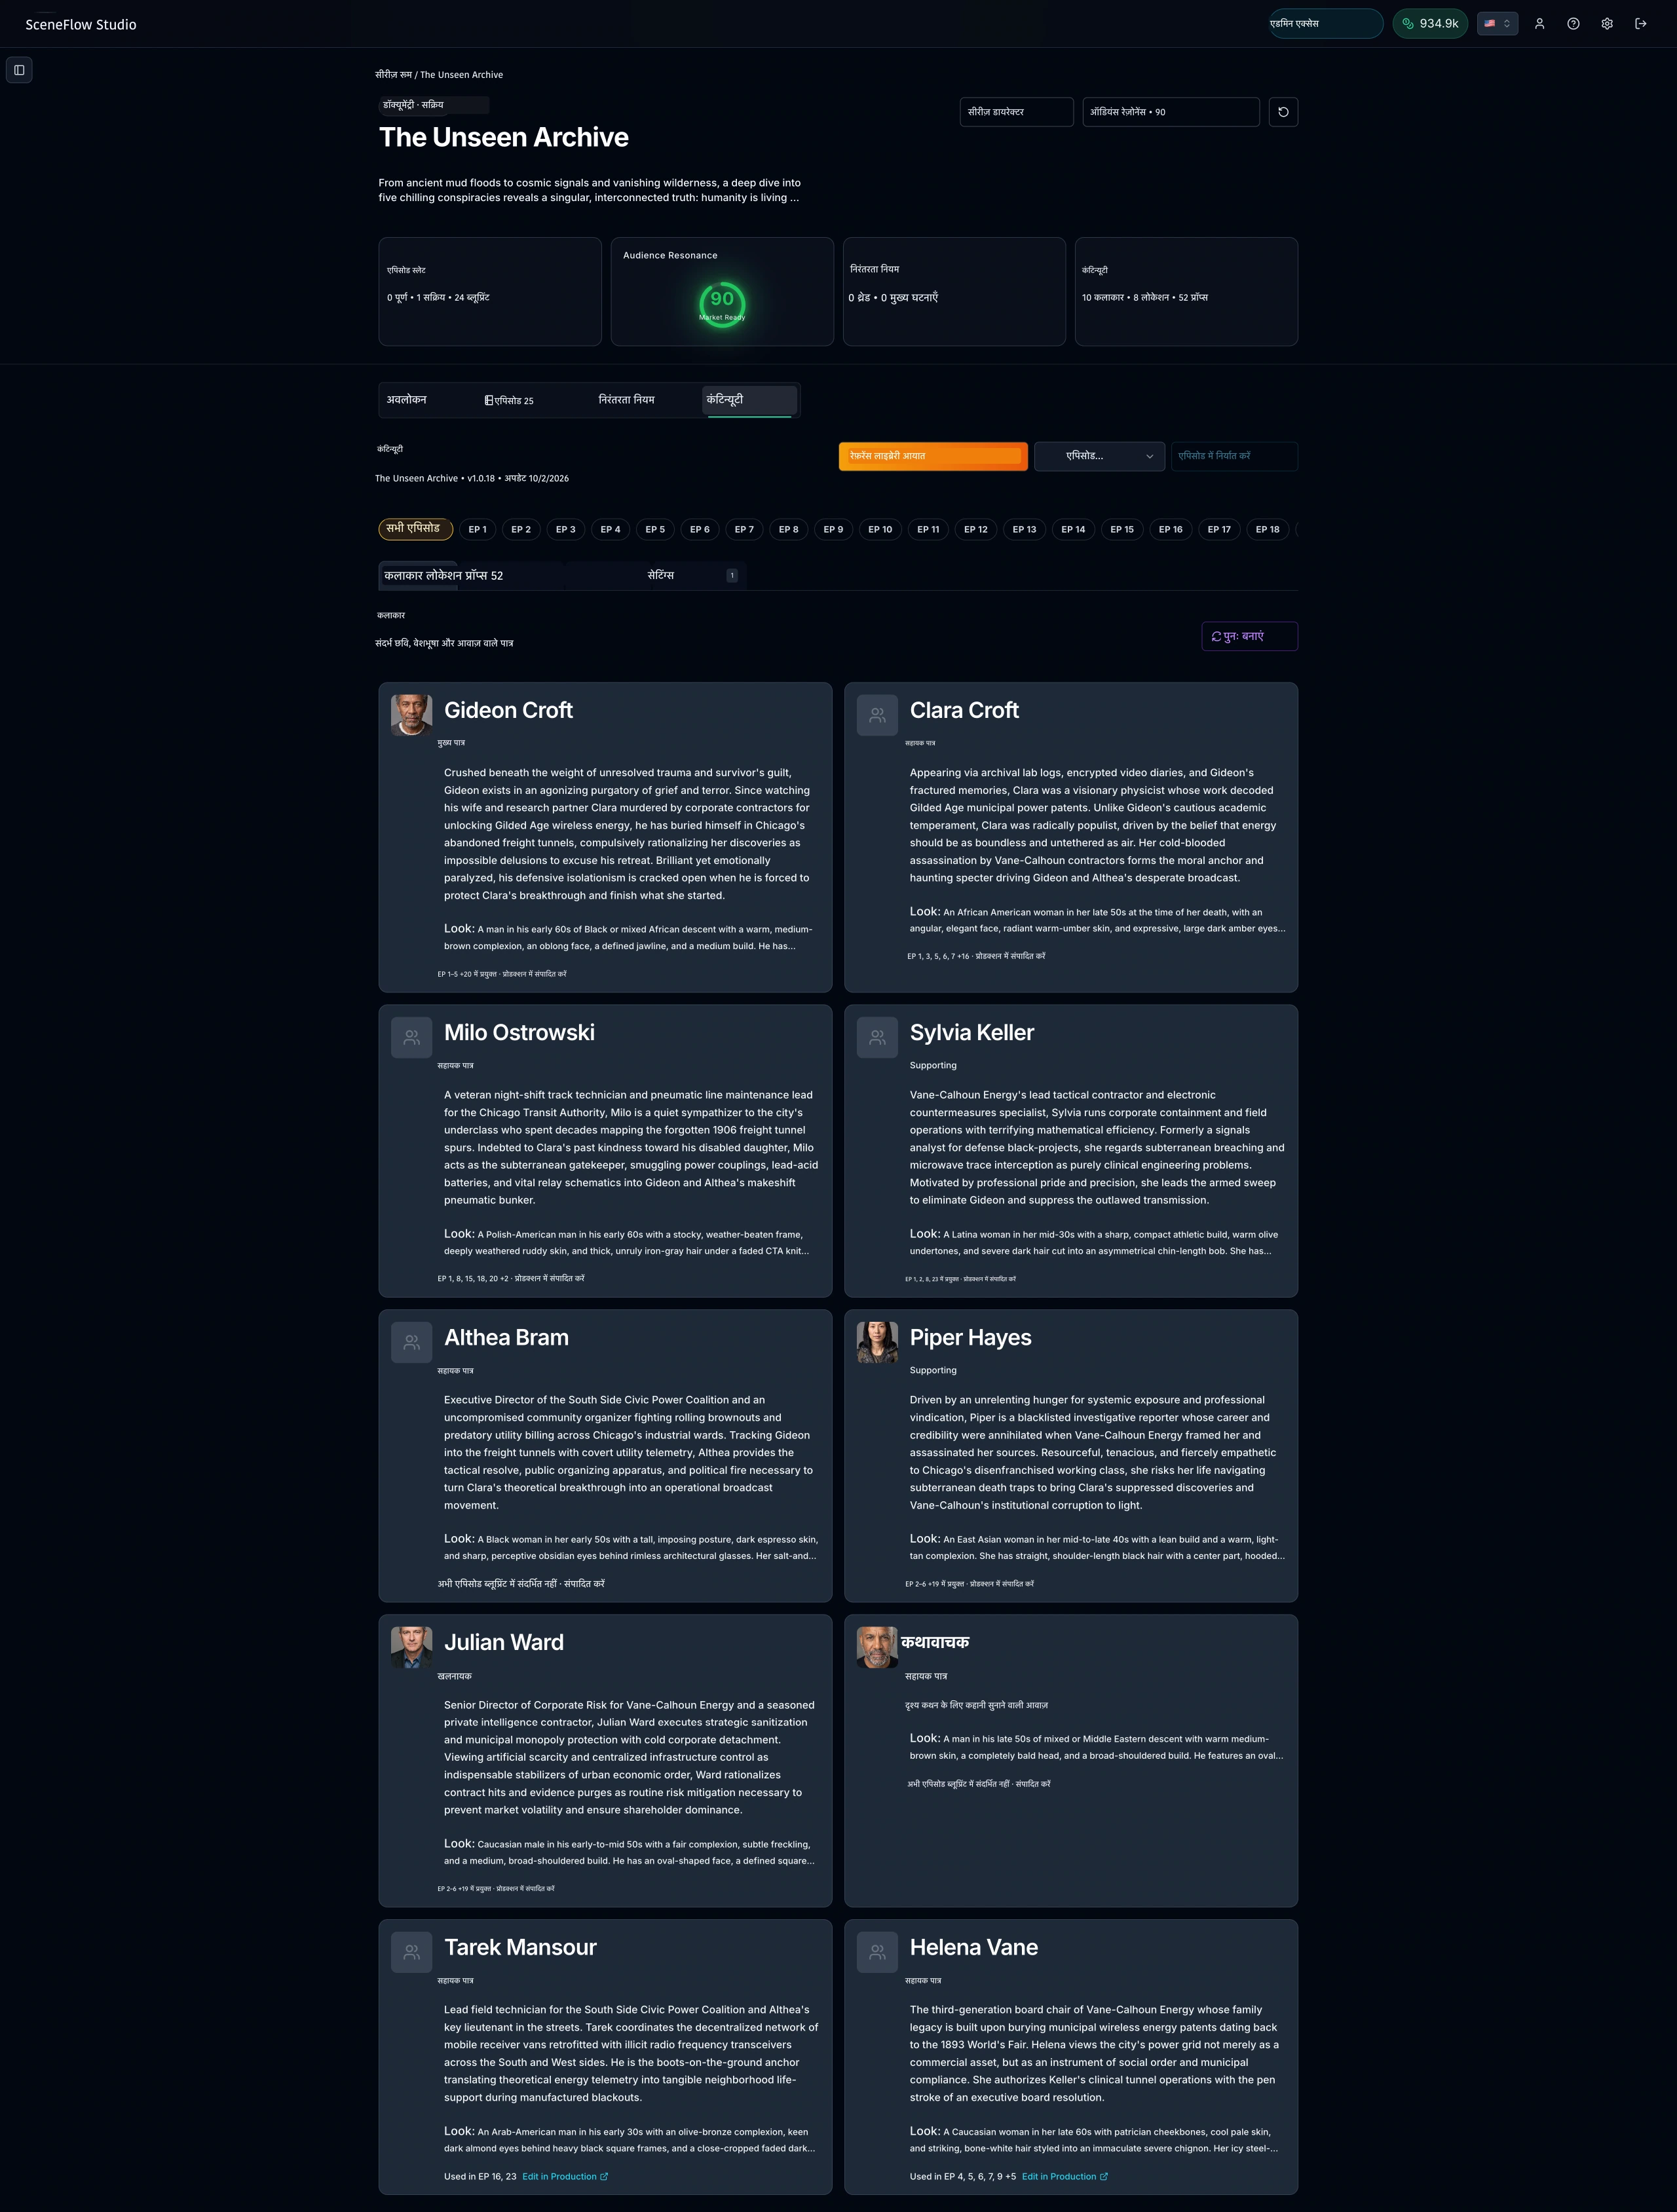 SceneFlow Studio
एडमिन एक्सेस
934.9k
सीरीज़ रूम / The Unseen Archive
डॉक्यूमेंट्री · सक्रिय
सीरीज़ डायरेक्टर
ऑडियंस रेज़ोनेंस • 90
The Unseen Archive
From ancient mud floods to cosmic signals and vanishing wilderness, a deep dive into
five chilling conspiracies reveals a singular, interconnected truth: humanity is living ...
एपिसोड स्लेट
0 पूर्ण • 1 सक्रिय • 24 ब्लूप्रिंट
Audience Resonance
90
Market Ready
निरंतरता नियम
0 थ्रेड • 0 मुख्य घटनाएँ
कंटिन्यूटी
10 कलाकार • 8 लोकेशन • 52 प्रॉप्स
अवलोकन
एपिसोड 25
निरंतरता नियम
कंटिन्यूटी
कंटिन्यूटी
रेफ़रेंस लाइब्रेरी आयात
एपिसोड...
एपिसोड में निर्यात करें
The Unseen Archive • v1.0.18 • अपडेट 10/2/2026
सभी एपिसोड
EP 1
EP 2
EP 3
EP 4
EP 5
EP 6
EP 7
EP 8
EP 9
EP 10
EP 11
EP 12
EP 13
EP 14
EP 15
EP 16
EP 17
EP 18
कलाकार लोकेशन प्रॉप्स 52
सेटिंग्स
1
कलाकार
संदर्भ छवि, वेशभूषा और आवाज़ वाले पात्र
पुनः बनाएं
Gideon Croft
मुख्य पात्र
Crushed beneath the weight of unresolved trauma and survivor's guilt,
Gideon exists in an agonizing purgatory of grief and terror. Since watching
his wife and research partner Clara murdered by corporate contractors for
unlocking Gilded Age wireless energy, he has buried himself in Chicago's
abandoned freight tunnels, compulsively rationalizing her discoveries as
impossible delusions to excuse his retreat. Brilliant yet emotionally
paralyzed, his defensive isolationism is cracked open when he is forced to
protect Clara's breakthrough and finish what she started.
Look: A man in his early 60s of Black or mixed African descent with a warm, medium-
brown complexion, an oblong face, a defined jawline, and a medium build. He has...
EP 1–5 +20 में प्रयुक्त · प्रोडक्शन में संपादित करें
Clara Croft
सहायक पात्र
Appearing via archival lab logs, encrypted video diaries, and Gideon's
fractured memories, Clara was a visionary physicist whose work decoded
Gilded Age municipal power patents. Unlike Gideon's cautious academic
temperament, Clara was radically populist, driven by the belief that energy
should be as boundless and untethered as air. Her cold-blooded
assassination by Vane-Calhoun contractors forms the moral anchor and
haunting specter driving Gideon and Althea's desperate broadcast.
Look: An African American woman in her late 50s at the time of her death, with an
angular, elegant face, radiant warm-umber skin, and expressive, large dark amber eyes...
EP 1, 3, 5, 6, 7 +16 · प्रोडक्शन में संपादित करें
Milo Ostrowski
सहायक पात्र
A veteran night-shift track technician and pneumatic line maintenance lead
for the Chicago Transit Authority, Milo is a quiet sympathizer to the city's
underclass who spent decades mapping the forgotten 1906 freight tunnel
spurs. Indebted to Clara's past kindness toward his disabled daughter, Milo
acts as the subterranean gatekeeper, smuggling power couplings, lead-acid
batteries, and vital relay schematics into Gideon and Althea's makeshift
pneumatic bunker.
Look: A Polish-American man in his early 60s with a stocky, weather-beaten frame,
deeply weathered ruddy skin, and thick, unruly iron-gray hair under a faded CTA knit...
EP 1, 8, 15, 18, 20 +2 · प्रोडक्शन में संपादित करें
Sylvia Keller
Supporting
Vane-Calhoun Energy's lead tactical contractor and electronic
countermeasures specialist, Sylvia runs corporate containment and field
operations with terrifying mathematical efficiency. Formerly a signals
analyst for defense black-projects, she regards subterranean breaching and
microwave trace interception as purely clinical engineering problems.
Motivated by professional pride and precision, she leads the armed sweep
to eliminate Gideon and suppress the outlawed transmission.
Look: A Latina woman in her mid-30s with a sharp, compact athletic build, warm olive
undertones, and severe dark hair cut into an asymmetrical chin-length bob. She has...
EP 1, 2, 8, 23 में प्रयुक्त · प्रोडक्शन में संपादित करें
Althea Bram
सहायक पात्र
Executive Director of the South Side Civic Power Coalition and an
uncompromised community organizer fighting rolling brownouts and
predatory utility billing across Chicago's industrial wards. Tracking Gideon
into the freight tunnels with covert utility telemetry, Althea provides the
tactical resolve, public organizing apparatus, and political fire necessary to
turn Clara's theoretical breakthrough into an operational broadcast
movement.
Look: A Black woman in her early 50s with a tall, imposing posture, dark espresso skin,
and sharp, perceptive obsidian eyes behind rimless architectural glasses. Her salt-and...
अभी एपिसोड ब्लूप्रिंट में संदर्भित नहीं · संपादित करें
Piper Hayes
Supporting
Driven by an unrelenting hunger for systemic exposure and professional
vindication, Piper is a blacklisted investigative reporter whose career and
credibility were annihilated when Vane-Calhoun Energy framed her and
assassinated her sources. Resourceful, tenacious, and fiercely empathetic
to Chicago's disenfranchised working class, she risks her life navigating
subterranean death traps to bring Clara's suppressed discoveries and
Vane-Calhoun's institutional corruption to light.
Look: An East Asian woman in her mid-to-late 40s with a lean build and a warm, light-
tan complexion. She has straight, shoulder-length black hair with a center part, hooded...
EP 2–6 +19 में प्रयुक्त · प्रोडक्शन में संपादित करें
Julian Ward
खलनायक
Senior Director of Corporate Risk for Vane-Calhoun Energy and a seasoned
private intelligence contractor, Julian Ward executes strategic sanitization
and municipal monopoly protection with cold corporate detachment.
Viewing artificial scarcity and centralized infrastructure control as
indispensable stabilizers of urban economic order, Ward rationalizes
contract hits and evidence purges as routine risk mitigation necessary to
prevent market volatility and ensure shareholder dominance.
Look: Caucasian male in his early-to-mid 50s with a fair complexion, subtle freckling,
and a medium, broad-shouldered build. He has an oval-shaped face, a defined square...
EP 2–6 +19 में प्रयुक्त · प्रोडक्शन में संपादित करें
कथावाचक
सहायक पात्र
दृश्य कथन के लिए कहानी सुनाने वाली आवाज़
Look: A man in his late 50s of mixed or Middle Eastern descent with warm medium-
brown skin, a completely bald head, and a broad-shouldered build. He features an oval...
अभी एपिसोड ब्लूप्रिंट में संदर्भित नहीं · संपादित करें
Tarek Mansour
सहायक पात्र
Lead field technician for the South Side Civic Power Coalition and Althea's
key lieutenant in the streets. Tarek coordinates the decentralized network of
mobile receiver vans retrofitted with illicit radio frequency transceivers
across the South and West sides. He is the boots-on-the-ground anchor
translating theoretical energy telemetry into tangible neighborhood life-
support during manufactured blackouts.
Look: An Arab-American man in his early 30s with an olive-bronze complexion, keen
dark almond eyes behind heavy black square frames, and a close-cropped faded dark...
Used in EP 16, 23 Edit in Production
Helena Vane
सहायक पात्र
The third-generation board chair of Vane-Calhoun Energy whose family
legacy is built upon burying municipal wireless energy patents dating back
to the 1893 World's Fair. Helena views the city's power grid not merely as a
commercial asset, but as an instrument of social order and municipal
compliance. She authorizes Keller's clinical tunnel operations with the pen
stroke of an executive board resolution.
Look: A Caucasian woman in her late 60s with patrician cheekbones, cool pale skin,
and striking, bone-white hair styled into an immaculate severe chignon. Her icy steel-...
Used in EP 4, 5, 6, 7, 9 +5 Edit in Production